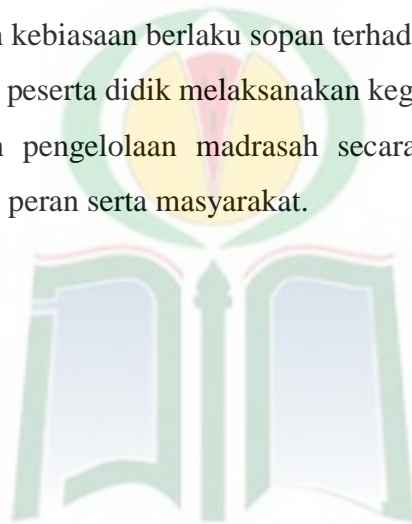 kebiasaan berlaku sopan terhad
peserta didik melaksanakan keg
pengelolaan madrasah secara
peran serta masyarakat.